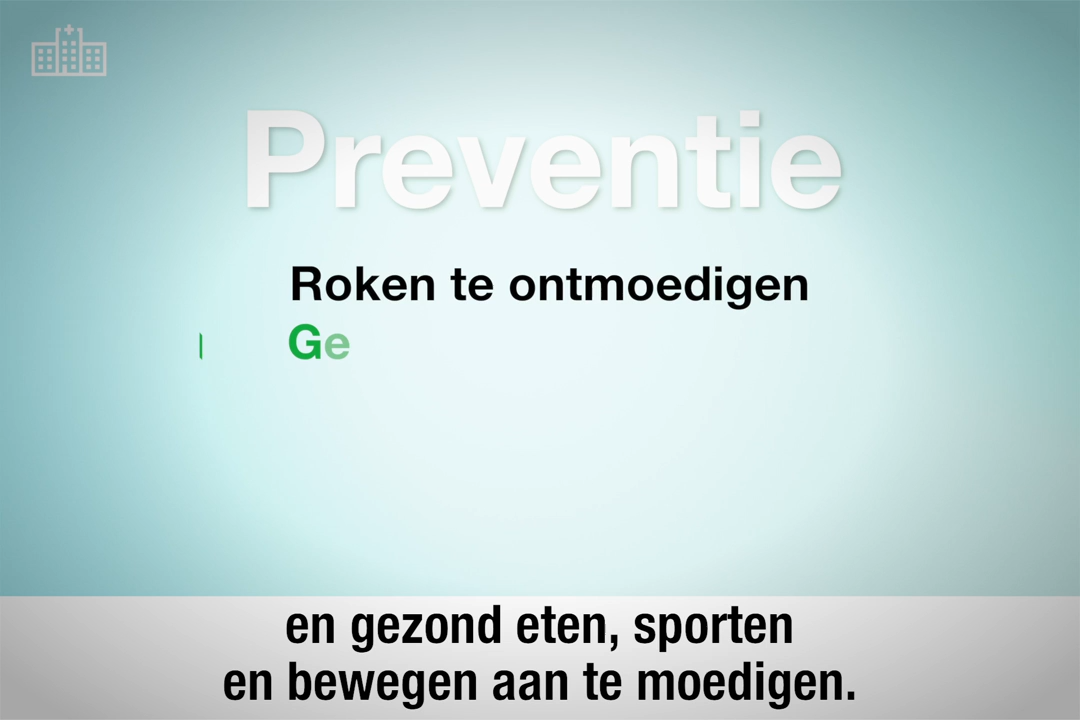 Preventie
Roken te ontmoedigen
Ge
en gezond eten, sporten
en bewegen aan te moedigen.